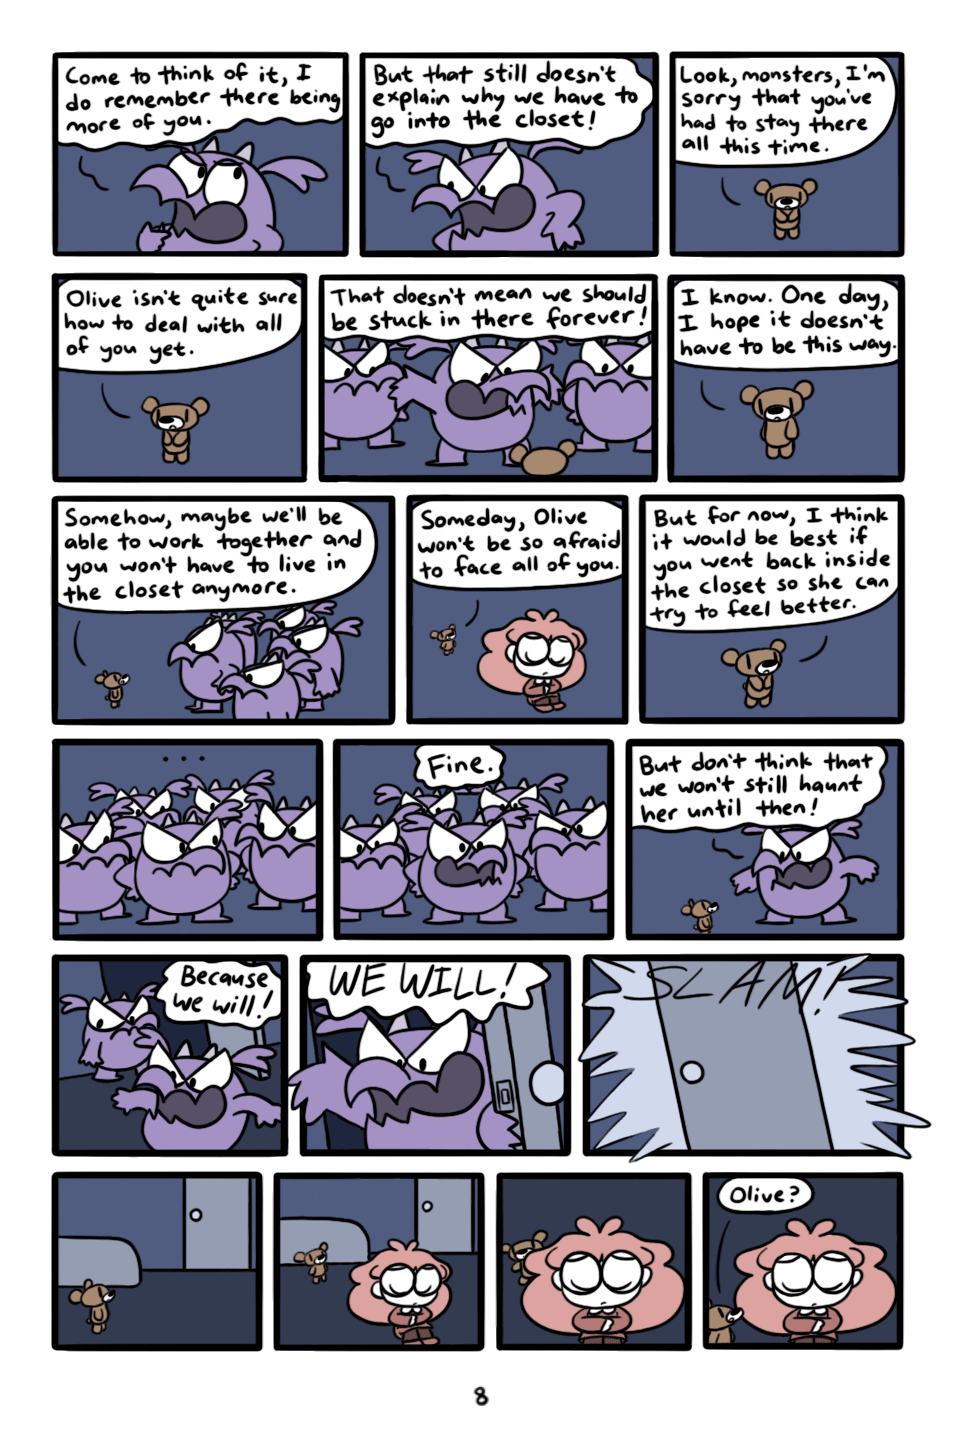 Come to think of it, I
do remember there being
more of you.
But that still doesn't
explain why we have to
go into the closet!
Look, monsters, I'm
sorry that you've
had to stay there
all this time.
Olive isn't quite sure
how to deal with all
of you yet.
That doesn't mean we should
be stuck in there forever!
I know. One day,
I hope it doesn't
have to be this way.
Somehow, maybe we'll be
able to work together and
you won't have to live in
the closet anymore.
Someday, Olive
won't be so afraid
to face all of you.
But for now, I think
it would be best if
you went back inside
the closet so she can
try to feel better.
...
Fine.
But don't think that
we won't still haunt
her until then!
Because
we will!
WE WILL!
SLAM!
Olive?
8